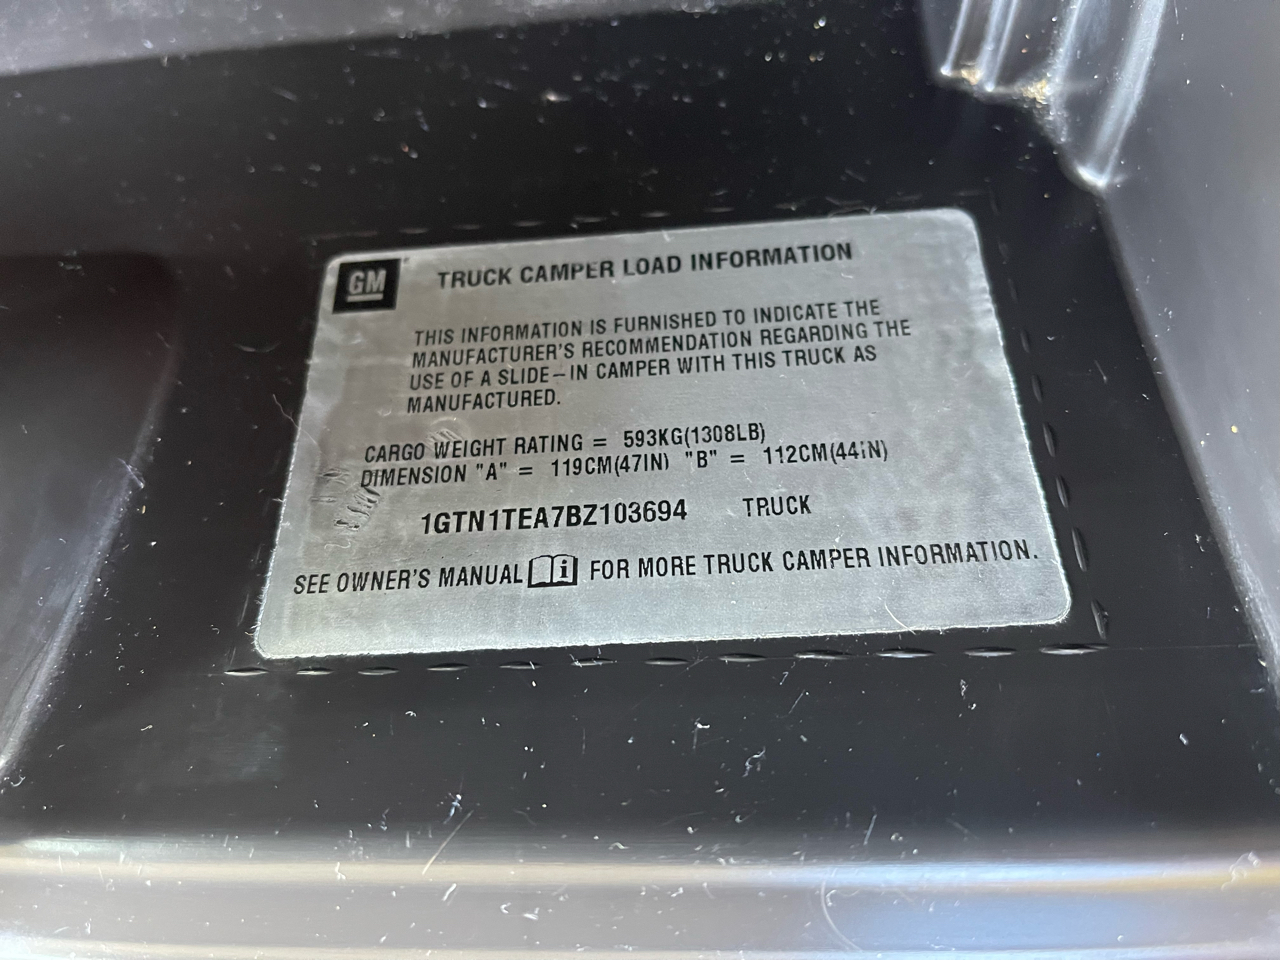 GM
TRUCK CAMPER LOAD INFORMATION
THIS INFORMATION IS FURNISHED TO INDICATE THE
MANUFACTURER'S RECOMMENDATION REGARDING THE
USE OF A SLIDE-IN CAMPER WITH THIS TRUCK AS
MANUFACTURED.
CARGO WEIGHT RATING = 593KG(1308LB)
DIMENSION "A" = 119CM(47IN) "B" = 112CM(44IN)
1GTN1TEA7BZ103694 TRUCK
SEE OWNER'S MANUAL i FOR MORE TRUCK CAMPER INFORMATION.